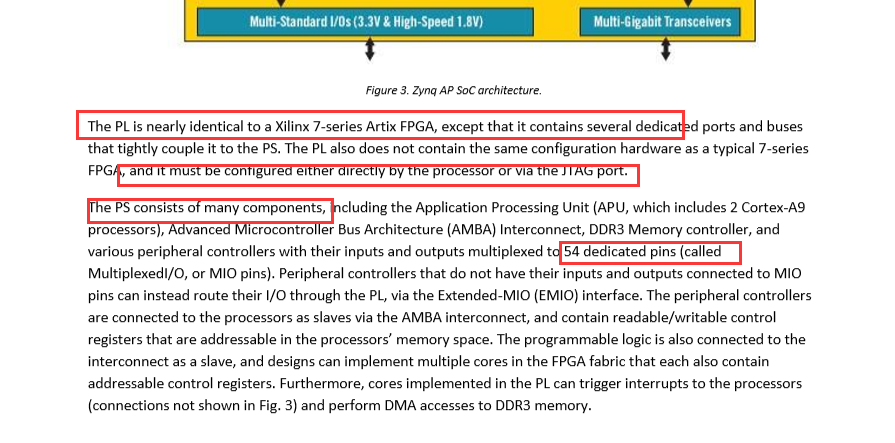 Multi-Standard I/Os (3.3V & High-Speed 1.8V)
Multi-Gigabit Transceivers
Figure 3. Zynq AP SoC architecture.
The PL is nearly identical to a Xilinx 7-series Artix FPGA, except that it contains several dedicated ports and buses
that tightly couple it to the PS. The PL also does not contain the same configuration hardware as a typical 7-series
FPGA, and it must be configured either directly by the processor or via the JTAG port.
The PS consists of many components, including the Application Processing Unit (APU, which includes 2 Cortex-A9
processors), Advanced Microcontroller Bus Architecture (AMBA) Interconnect, DDR3 Memory controller, and
various peripheral controllers with their inputs and outputs multiplexed to 54 dedicated pins (called
MultiplexedI/O, or MIO pins). Peripheral controllers that do not have their inputs and outputs connected to MIO
pins can instead route their I/O through the PL, via the Extended-MIO (EMIO) interface. The peripheral controllers
are connected to the processors as slaves via the AMBA interconnect, and contain readable/writable control
registers that are addressable in the processors’ memory space. The programmable logic is also connected to the
interconnect as a slave, and designs can implement multiple cores in the FPGA fabric that each also contain
addressable control registers. Furthermore, cores implemented in the PL can trigger interrupts to the processors
(connections not shown in Fig. 3) and perform DMA accesses to DDR3 memory.